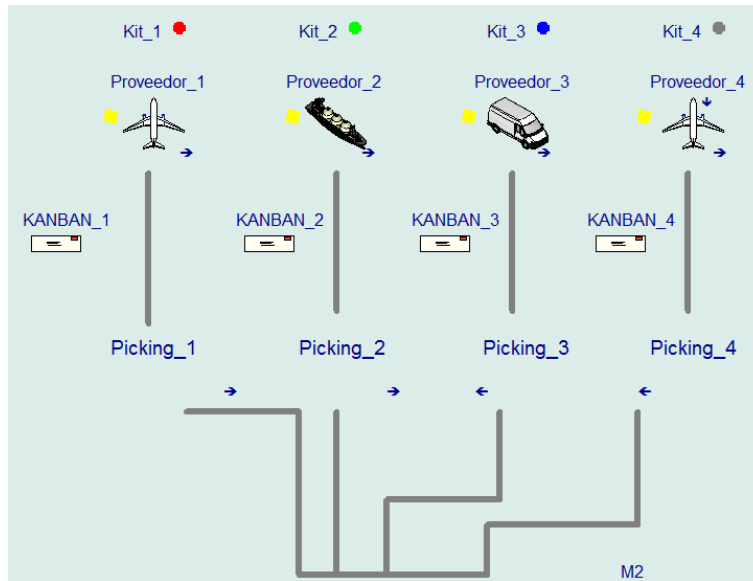 Kit_1 Kit_2 Kit_3 Kit_4
Proveedor_1 Proveedor_2 Proveedor_3 Proveedor_4
KANBAN_1 KANBAN_2 KANBAN_3 KANBAN_4
Picking_1 Picking_2 Picking_3 Picking_4
M2